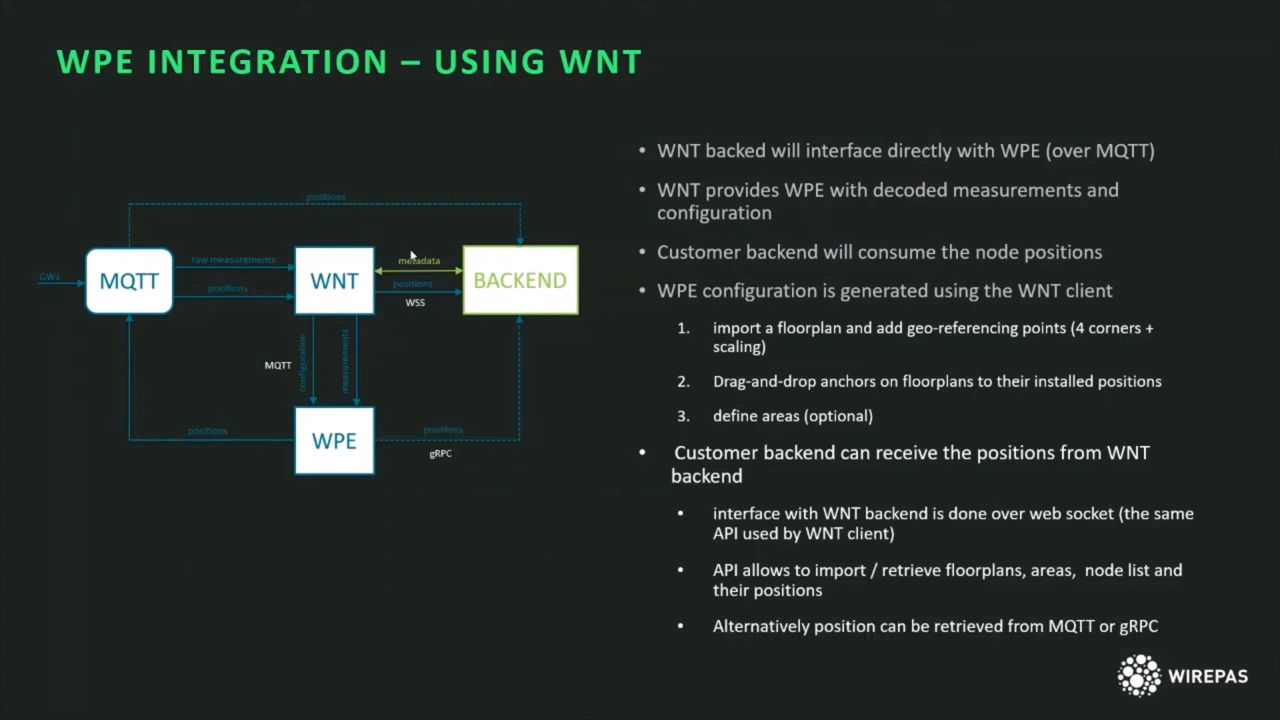 WPE INTEGRATION – USING WNT
positions
GWs
MQTT
raw measurements
positions
WNT
metadata
positions
WSS
BACKEND
MQTT
configuration
measurements
positions
WPE
positions
gRPC
• WNT backed will interface directly with WPE (over MQTT)
• WNT provides WPE with decoded measurements and
configuration
• Customer backend will consume the node positions
• WPE configuration is generated using the WNT client
1. import a floorplan and add geo-referencing points (4 corners +
scaling)
2. Drag-and-drop anchors on floorplans to their installed positions
3. define areas (optional)
• Customer backend can receive the positions from WNT
backend
• interface with WNT backend is done over web socket (the same
API used by WNT client)
• API allows to import / retrieve floorplans, areas, node list and
their positions
• Alternatively position can be retrieved from MQTT or gRPC
WIREPAS